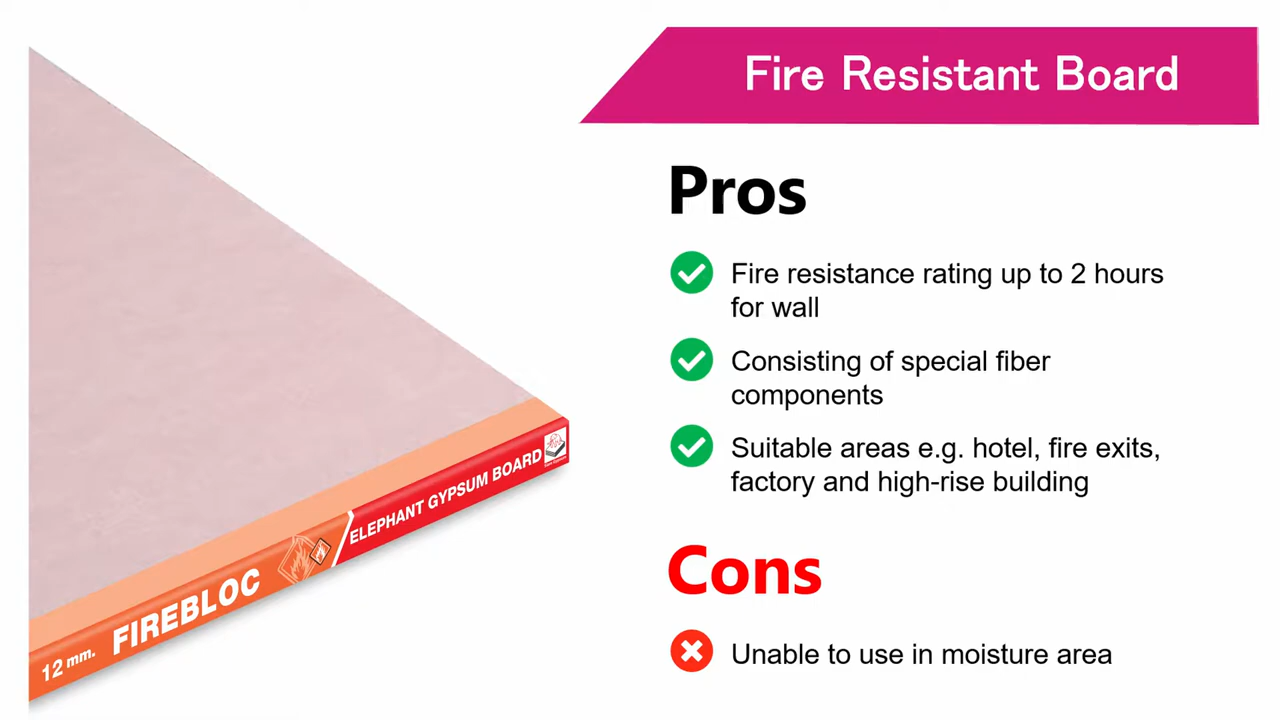 Fire Resistant Board
Pros
Fire resistance rating up to 2 hours
for wall
Consisting of special fiber
components
Suitable areas e.g. hotel, fire exits,
factory and high-rise building
Cons
Unable to use in moisture area
12 mm. FIREBLOC ELEPHANT GYPSUM BOARD